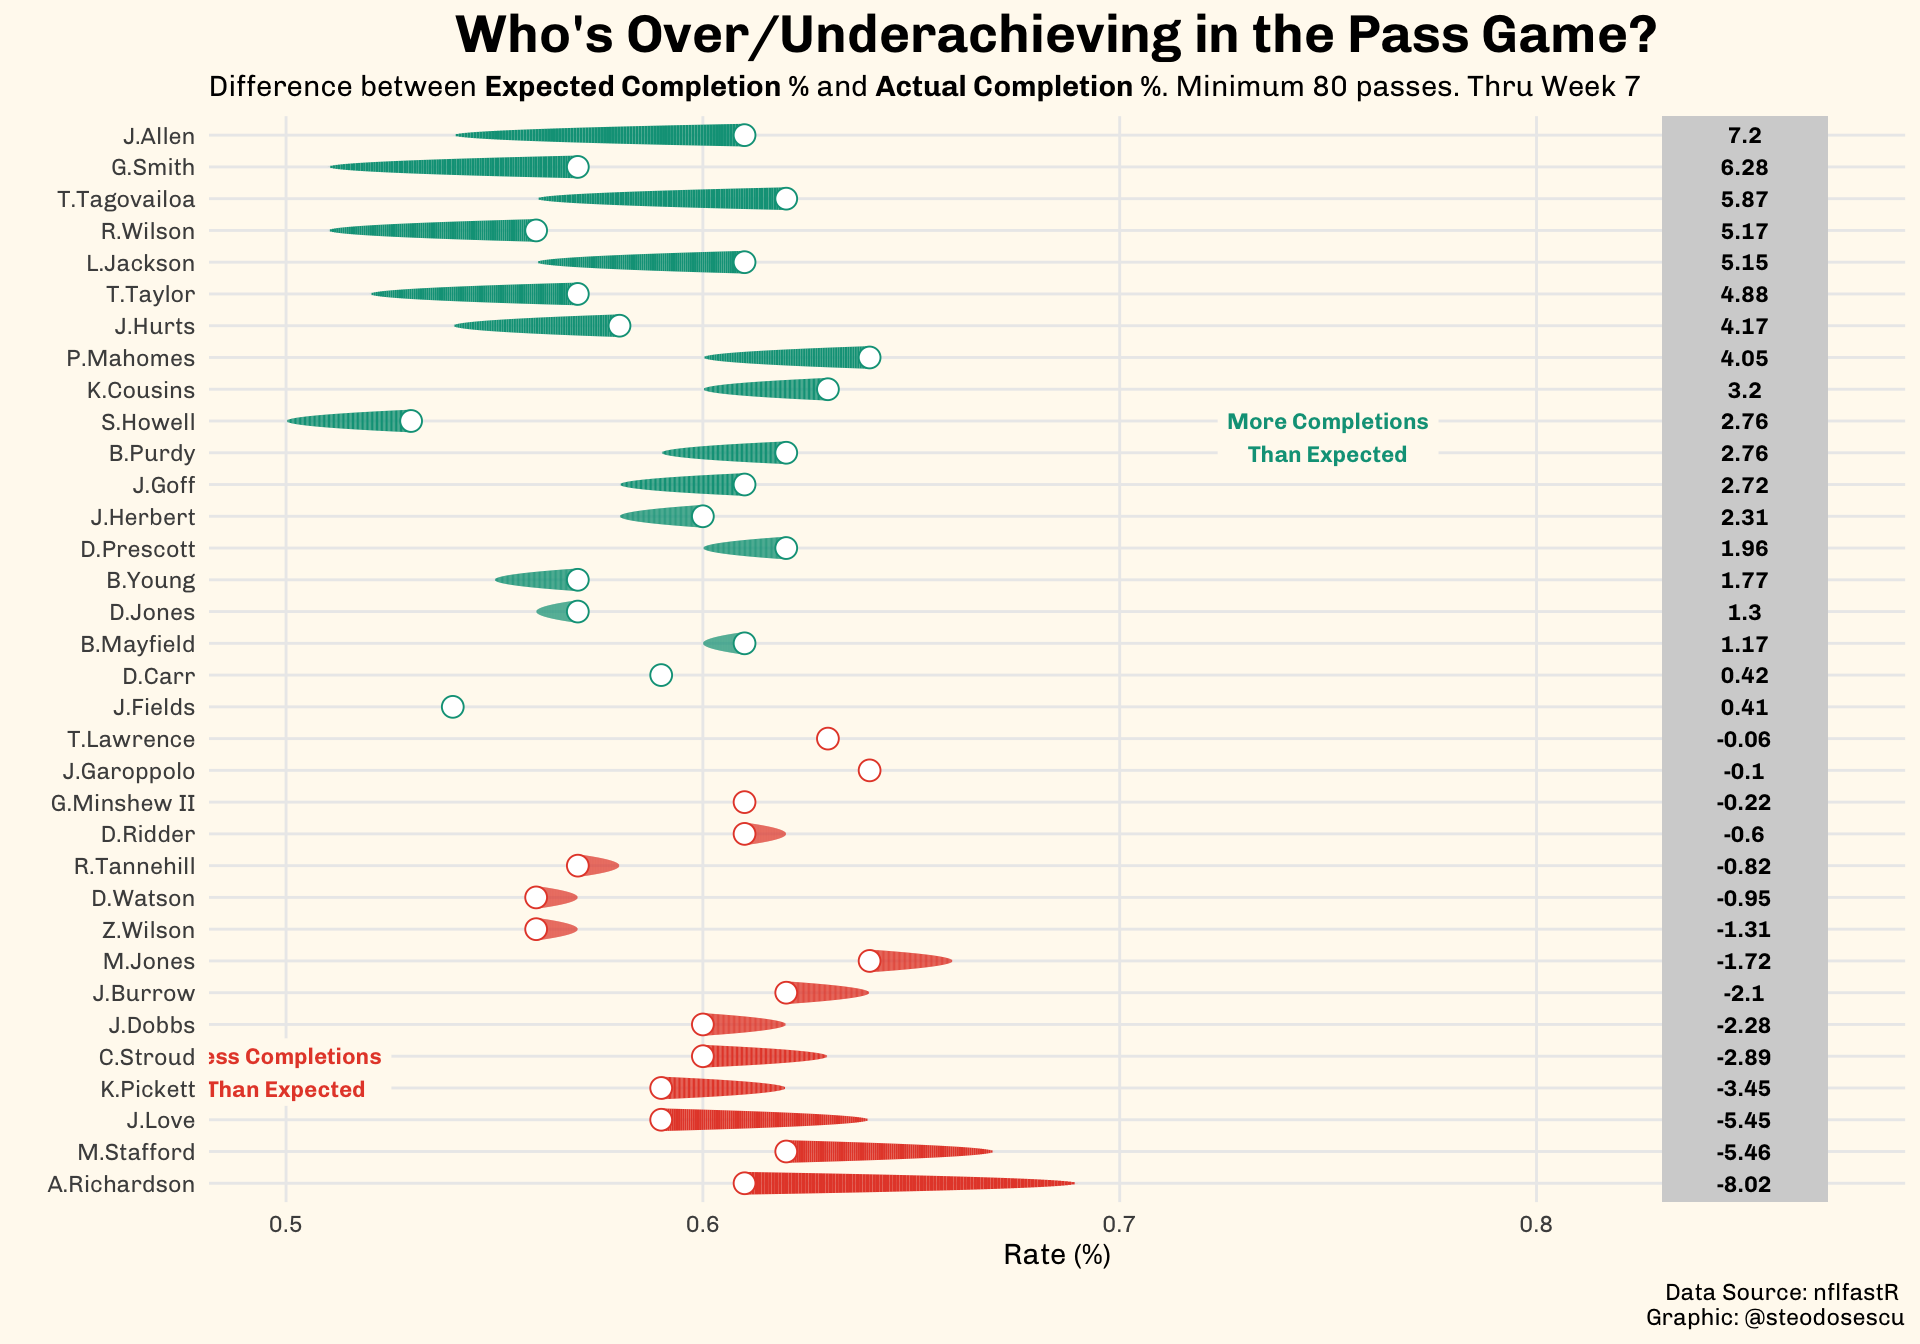 Who's Over/Underachieving in the Pass Game?
Difference between Expected Completion % and Actual Completion %. Minimum 80 passes. Thru Week 7
J.Allen 7.2
G.Smith 6.28
T.Tagovailoa 5.87
R.Wilson 5.17
L.Jackson 5.15
T.Taylor 4.88
J.Hurts 4.17
P.Mahomes 4.05
K.Cousins 3.2
S.Howell More Completions 2.76
B.Purdy Than Expected 2.76
J.Goff 2.72
J.Herbert 2.31
D.Prescott 1.96
B.Young 1.77
D.Jones 1.3
B.Mayfield 1.17
D.Carr 0.42
J.Fields 0.41
T.Lawrence -0.06
J.Garoppolo -0.1
G.Minshew II -0.22
D.Ridder -0.6
R.Tannehill -0.82
D.Watson -0.95
Z.Wilson -1.31
M.Jones -1.72
J.Burrow -2.1
J.Dobbs -2.28
C.Stroud ess Completions -2.89
K.Pickett Than Expected -3.45
J.Love -5.45
M.Stafford -5.46
A.Richardson -8.02
0.5 0.6 0.7 0.8
Rate (%)
Data Source: nflfastR
Graphic: @steodosescu